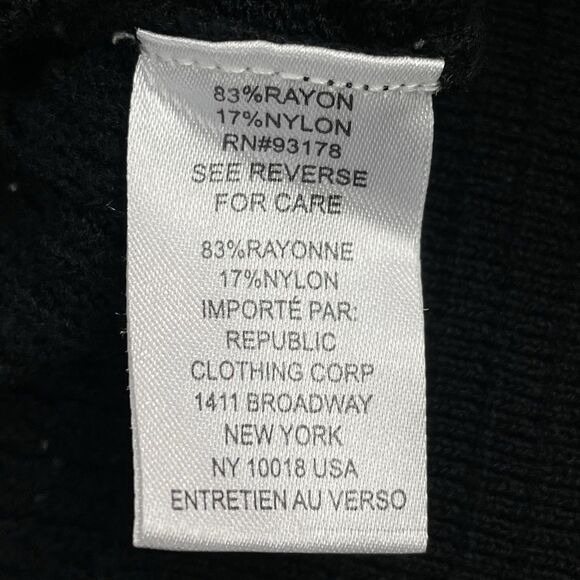 83%RAYON
17%NYLON
RN#93178
SEE REVERSE
FOR CARE
83%RAYONNE
17%NYLON
IMPORTÉ PAR:
REPUBLIC
CLOTHING CORP
1411 BROADWAY
NEW YORK
NY 10018 USA
ENTRETIEN AU VERSO